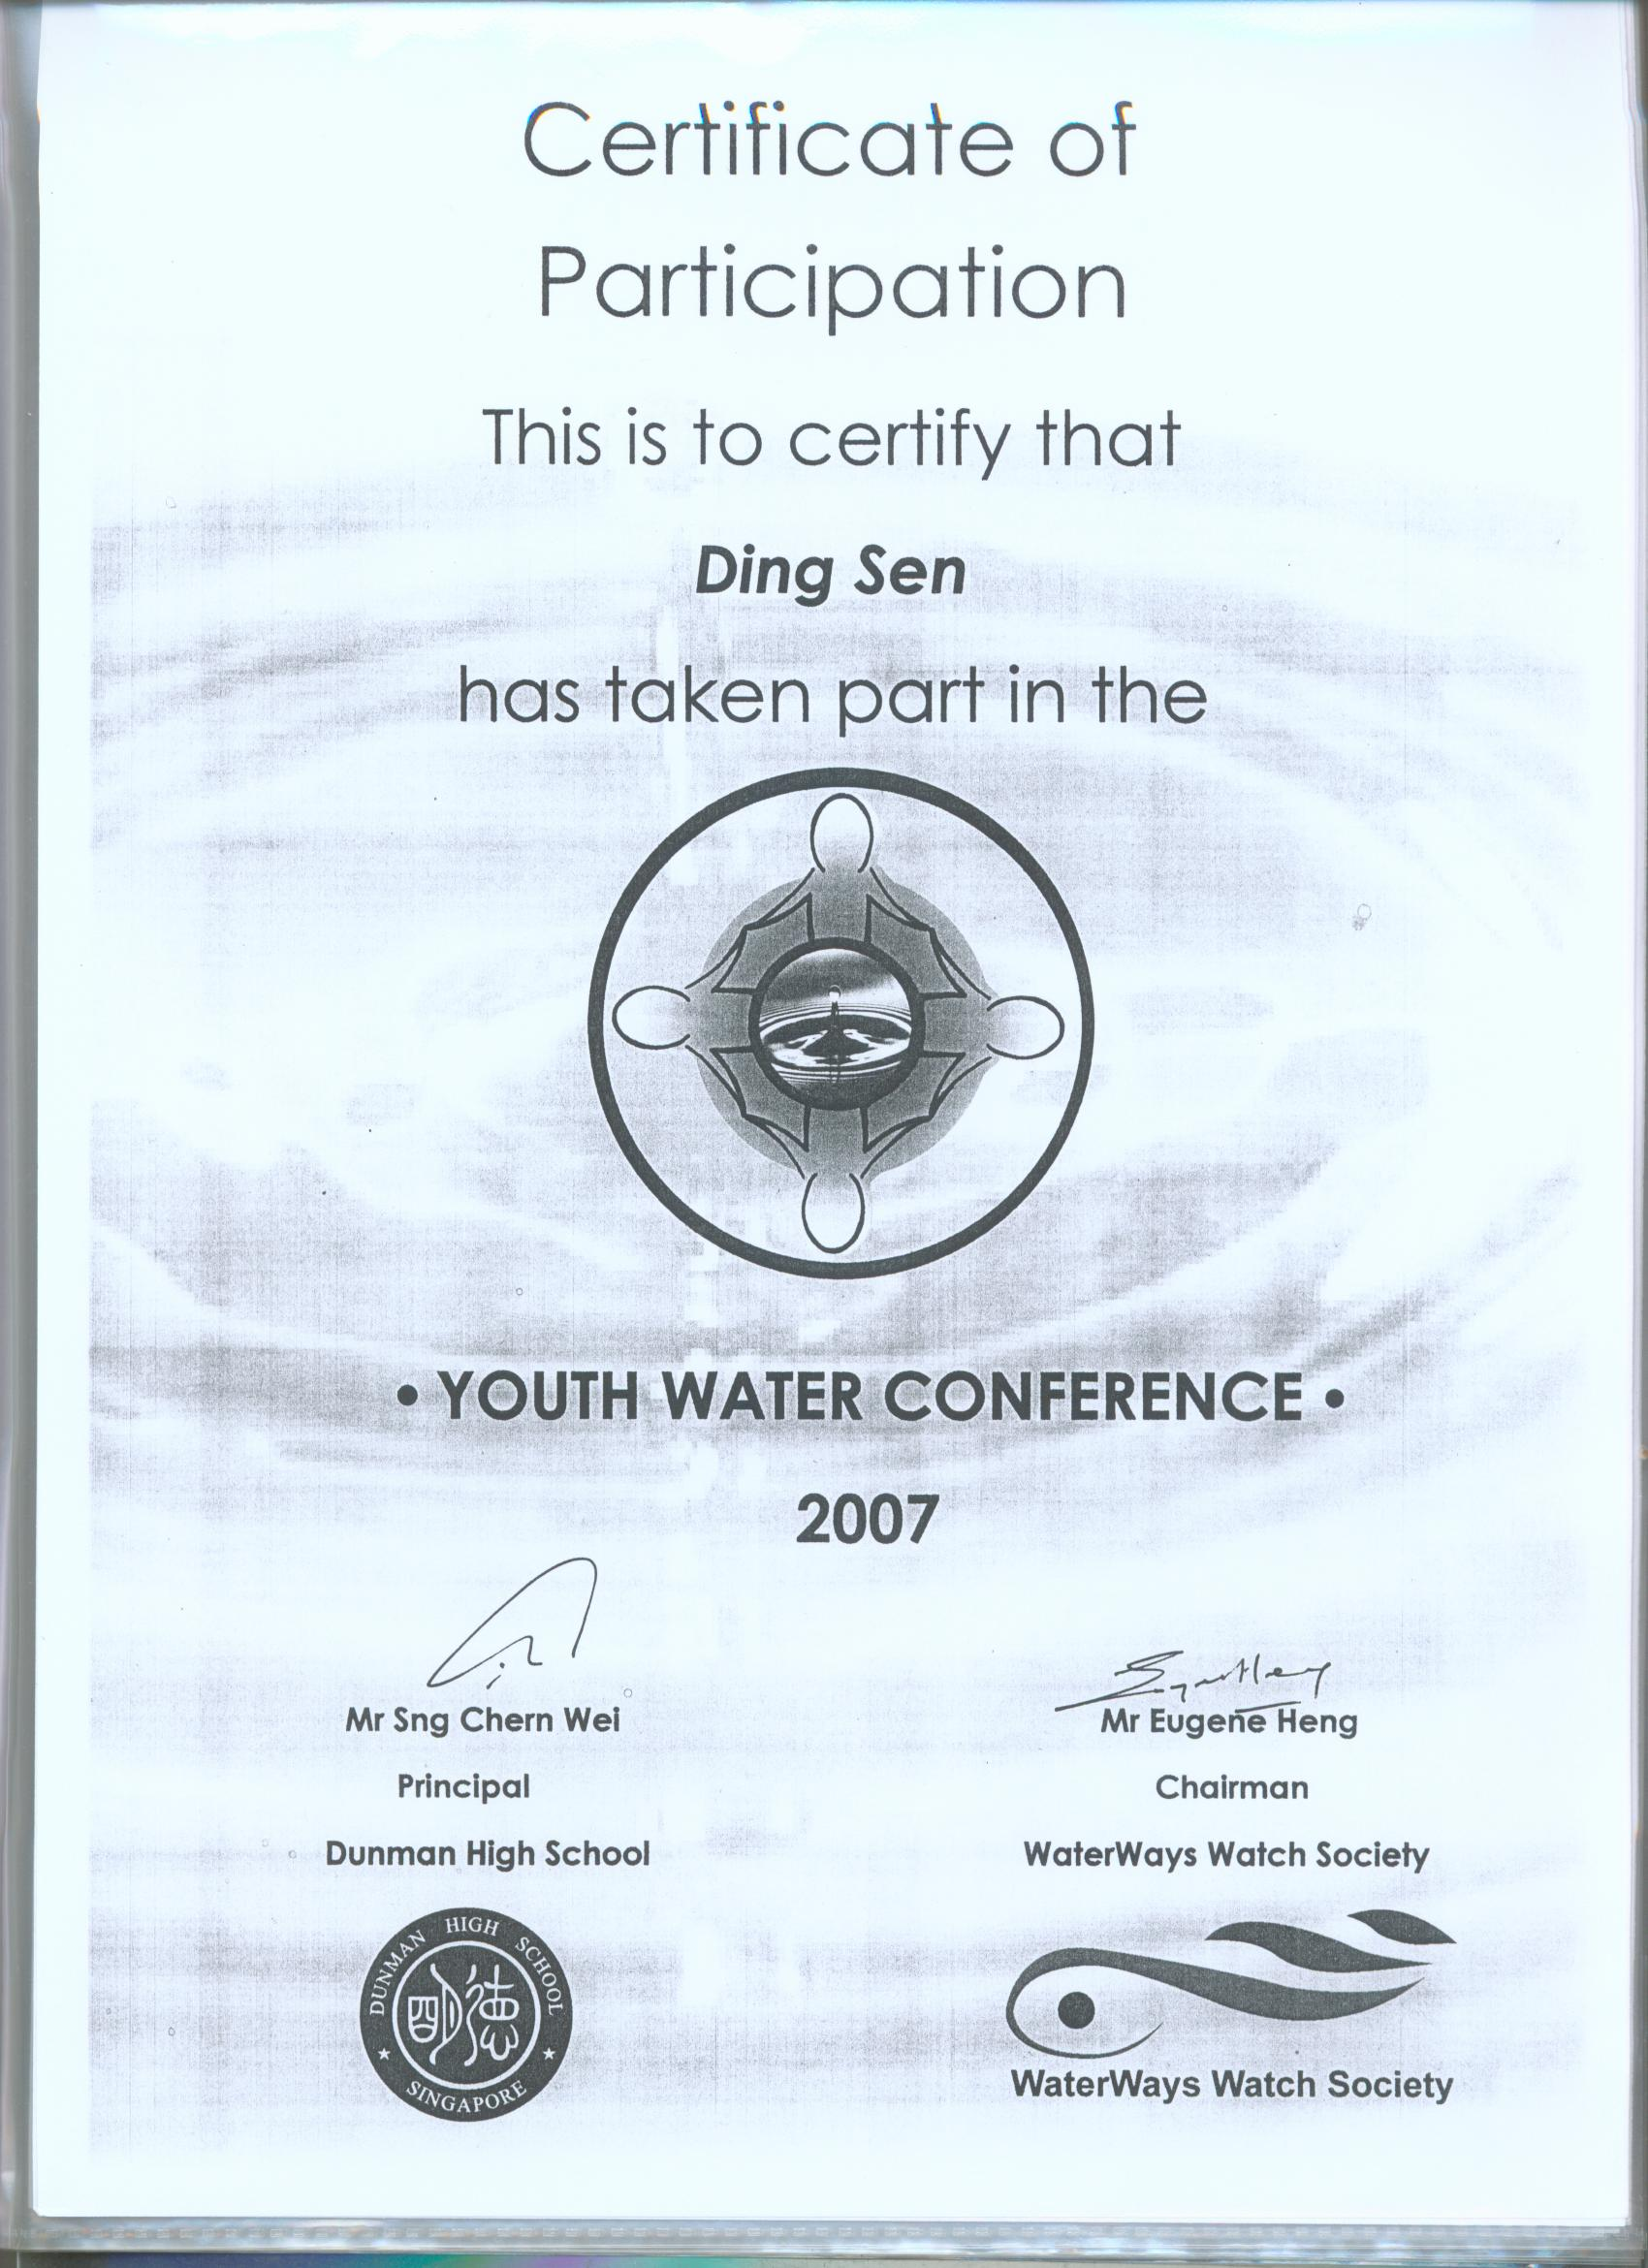 Certificate of
Participation
This is to certify that
Ding Sen
has taken part in the
• YOUTH WATER CONFERENCE •
2007
Mr Sng Chern Wei
Principal
Dunman High School
Mr Eugene Heng
Chairman
WaterWays Watch Society
DUNMAN HIGH SCHOOL
SINGAPORE
WaterWays Watch Society